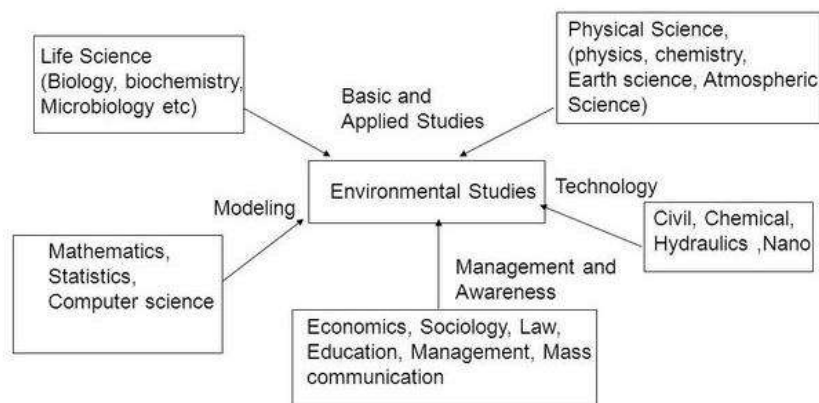 Life Science
(Biology, biochemistry,
Microbiology etc)
Physical Science,
(physics, chemistry,
Earth science, Atmospheric
Science)
Basic and
Applied Studies
Environmental Studies
Technology
Modeling
Civil, Chemical,
Hydraulics ,Nano
Mathematics,
Statistics,
Computer science
Management and
Awareness
Economics, Sociology, Law,
Education, Management, Mass
communication